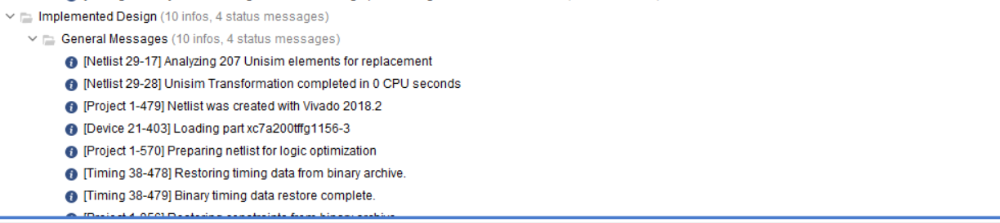 Implemented Design (10 infos, 4 status messages)
General Messages (10 infos, 4 status messages)
[Netlist 29-17] Analyzing 207 Unisim elements for replacement
[Netlist 29-28] Unisim Transformation completed in 0 CPU seconds
[Project 1-479] Netlist was created with Vivado 2018.2
[Device 21-403] Loading part xc7a200tffg1156-3
[Project 1-570] Preparing netlist for logic optimization
[Timing 38-478] Restoring timing data from binary archive.
[Timing 38-479] Binary timing data restore complete.